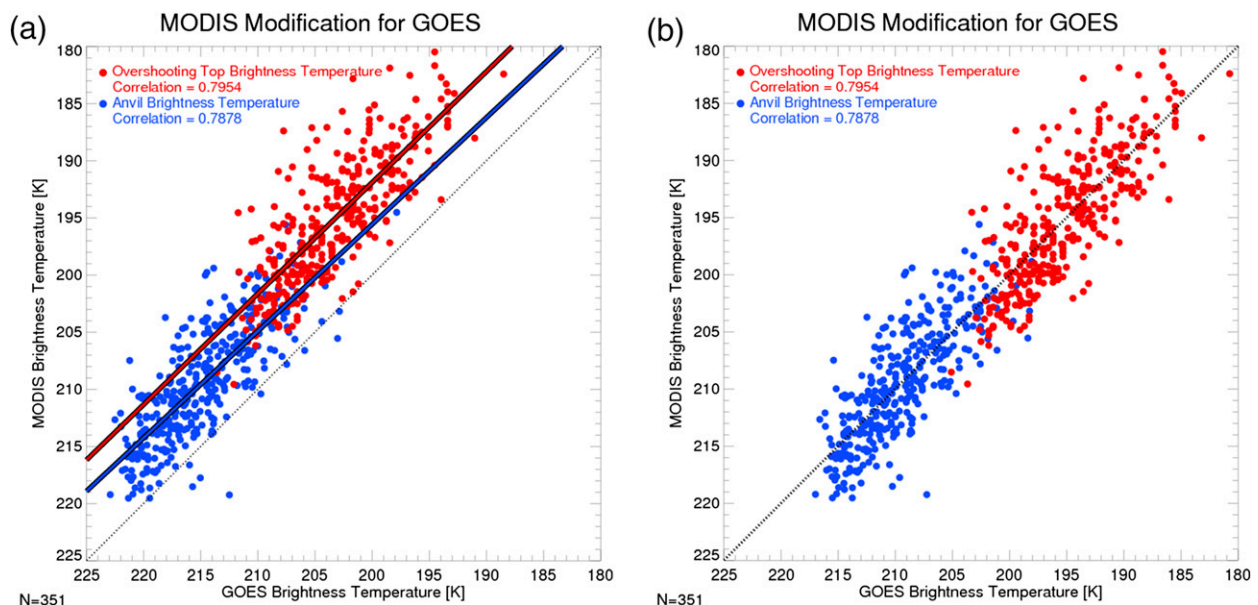 (a)
MODIS Modification for GOES
Overshooting Top Brightness Temperature
Correlation = 0.7954
Anvil Brightness Temperature
Correlation = 0.7878
MODIS Brightness Temperature [K]
180
185
190
195
200
205
210
215
220
225
225 220 215 210 205 200 195 190 185 180
GOES Brightness Temperature [K]
N=351
(b)
MODIS Modification for GOES
Overshooting Top Brightness Temperature
Correlation = 0.7954
Anvil Brightness Temperature
Correlation = 0.7878
MODIS Brightness Temperature [K]
180
185
190
195
200
205
210
215
220
225
225 220 215 210 205 200 195 190 185 180
GOES Brightness Temperature [K]
N=351